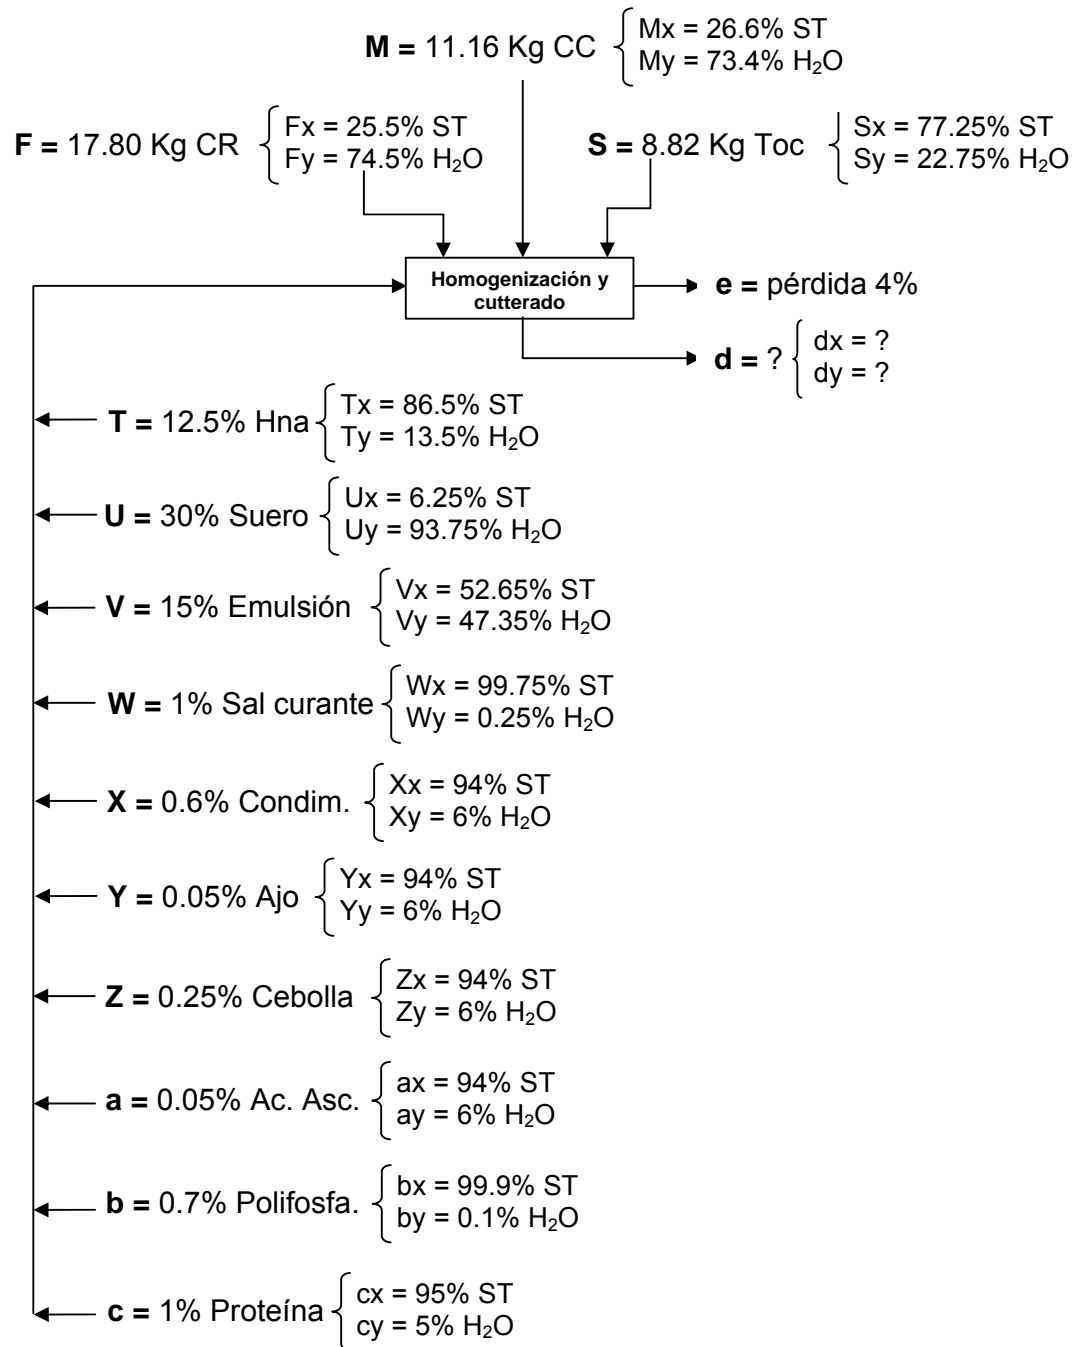 M = 11.16 Kg CC
Mx = 26.6% ST
My = 73.4% H₂O
F = 17.80 Kg CR
Fx = 25.5% ST
Fy = 74.5% H₂O
S = 8.82 Kg Toc
Sx = 77.25% ST
Sy = 22.75% H₂O
Homogenización y
cutterado
e = pérdida 4%
d = ?
dx = ?
dy = ?
T = 12.5% Hna
Tx = 86.5% ST
Ty = 13.5% H₂O
U = 30% Suero
Ux = 6.25% ST
Uy = 93.75% H₂O
V = 15% Emulsión
Vx = 52.65% ST
Vy = 47.35% H₂O
W = 1% Sal curante
Wx = 99.75% ST
Wy = 0.25% H₂O
X = 0.6% Condim.
Xx = 94% ST
Xy = 6% H₂O
Y = 0.05% Ajo
Yx = 94% ST
Yy = 6% H₂O
Z = 0.25% Cebolla
Zx = 94% ST
Zy = 6% H₂O
a = 0.05% Ac. Asc.
ax = 94% ST
ay = 6% H₂O
b = 0.7% Polifosfa.
bx = 99.9% ST
by = 0.1% H₂O
c = 1% Proteína
cx = 95% ST
cy = 5% H₂O